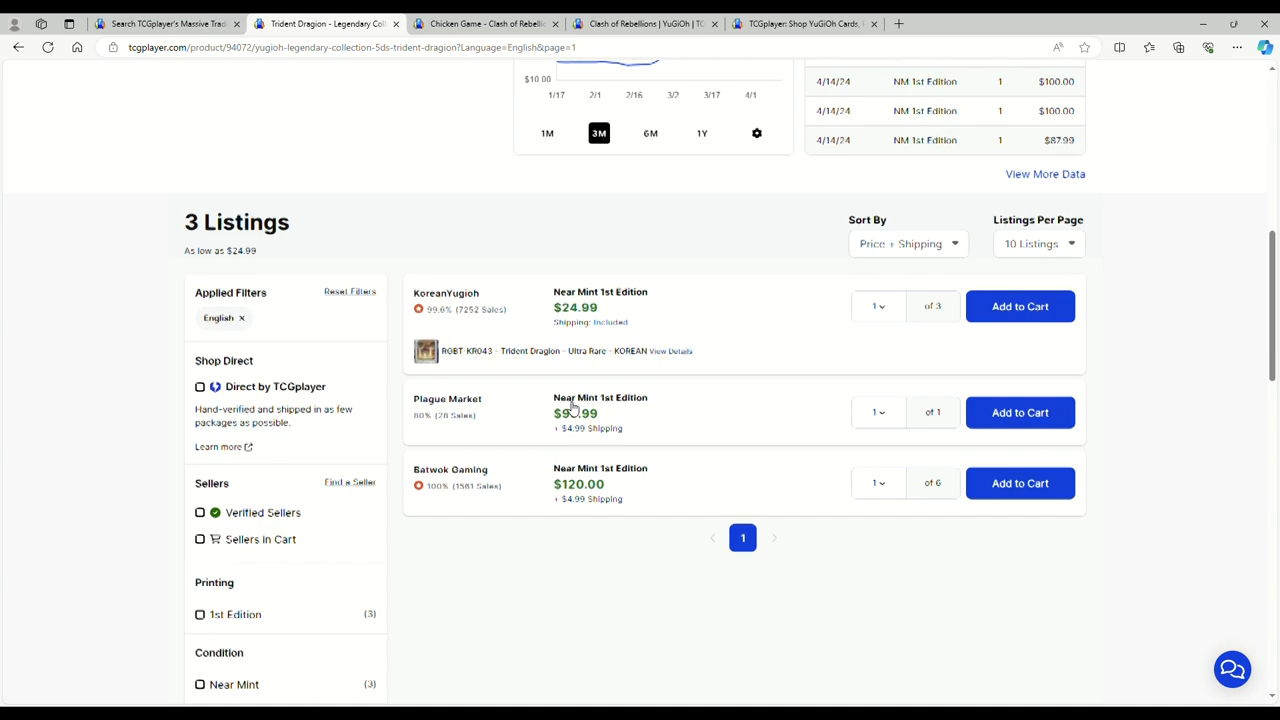 Search TCGplayer's Massive Trad
Trident Dragion - Legendary Coll
Chicken Game - Clash of Rebellio
Clash of Rebellions | YuGiOh | TC
TCGplayer: Shop YuGiOh Cards,
tcgplayer.com/product/94072/yugioh-legendary-collection-5ds-trident-dragion?Language=English&page=1
$10.00
1/17 2/1 2/16 3/2 3/17 4/1
1M 3M 6M 1Y
4/14/24 NM 1st Edition 1 $100.00
4/14/24 NM 1st Edition 1 $100.00
4/14/24 NM 1st Edition 1 $87.99
View More Data
3 Listings
As low as $24.99
Sort By
Price + Shipping
Listings Per Page
10 Listings
Applied Filters
Reset Filters
English ×
Shop Direct
Direct by TCGplayer
Hand-verified and shipped in as few
packages as possible.
Learn more
Sellers
Find a Seller
Verified Sellers
Sellers in Cart
Printing
1st Edition (3)
Condition
Near Mint (3)
KoreanYugioh
99.6% (7252 Sales)
Near Mint 1st Edition
$24.99
Shipping: Included
1 of 3
Add to Cart
RGBT-KR043 - Trident Dragion - Ultra Rare - KOREAN View Details
Plague Market
80% (28 Sales)
Near Mint 1st Edition
+ $4.99 Shipping
1 of 1
Add to Cart
Batwok Gaming
100% (1561 Sales)
Near Mint 1st Edition
$120.00
+ $4.99 Shipping
1 of 6
Add to Cart
1